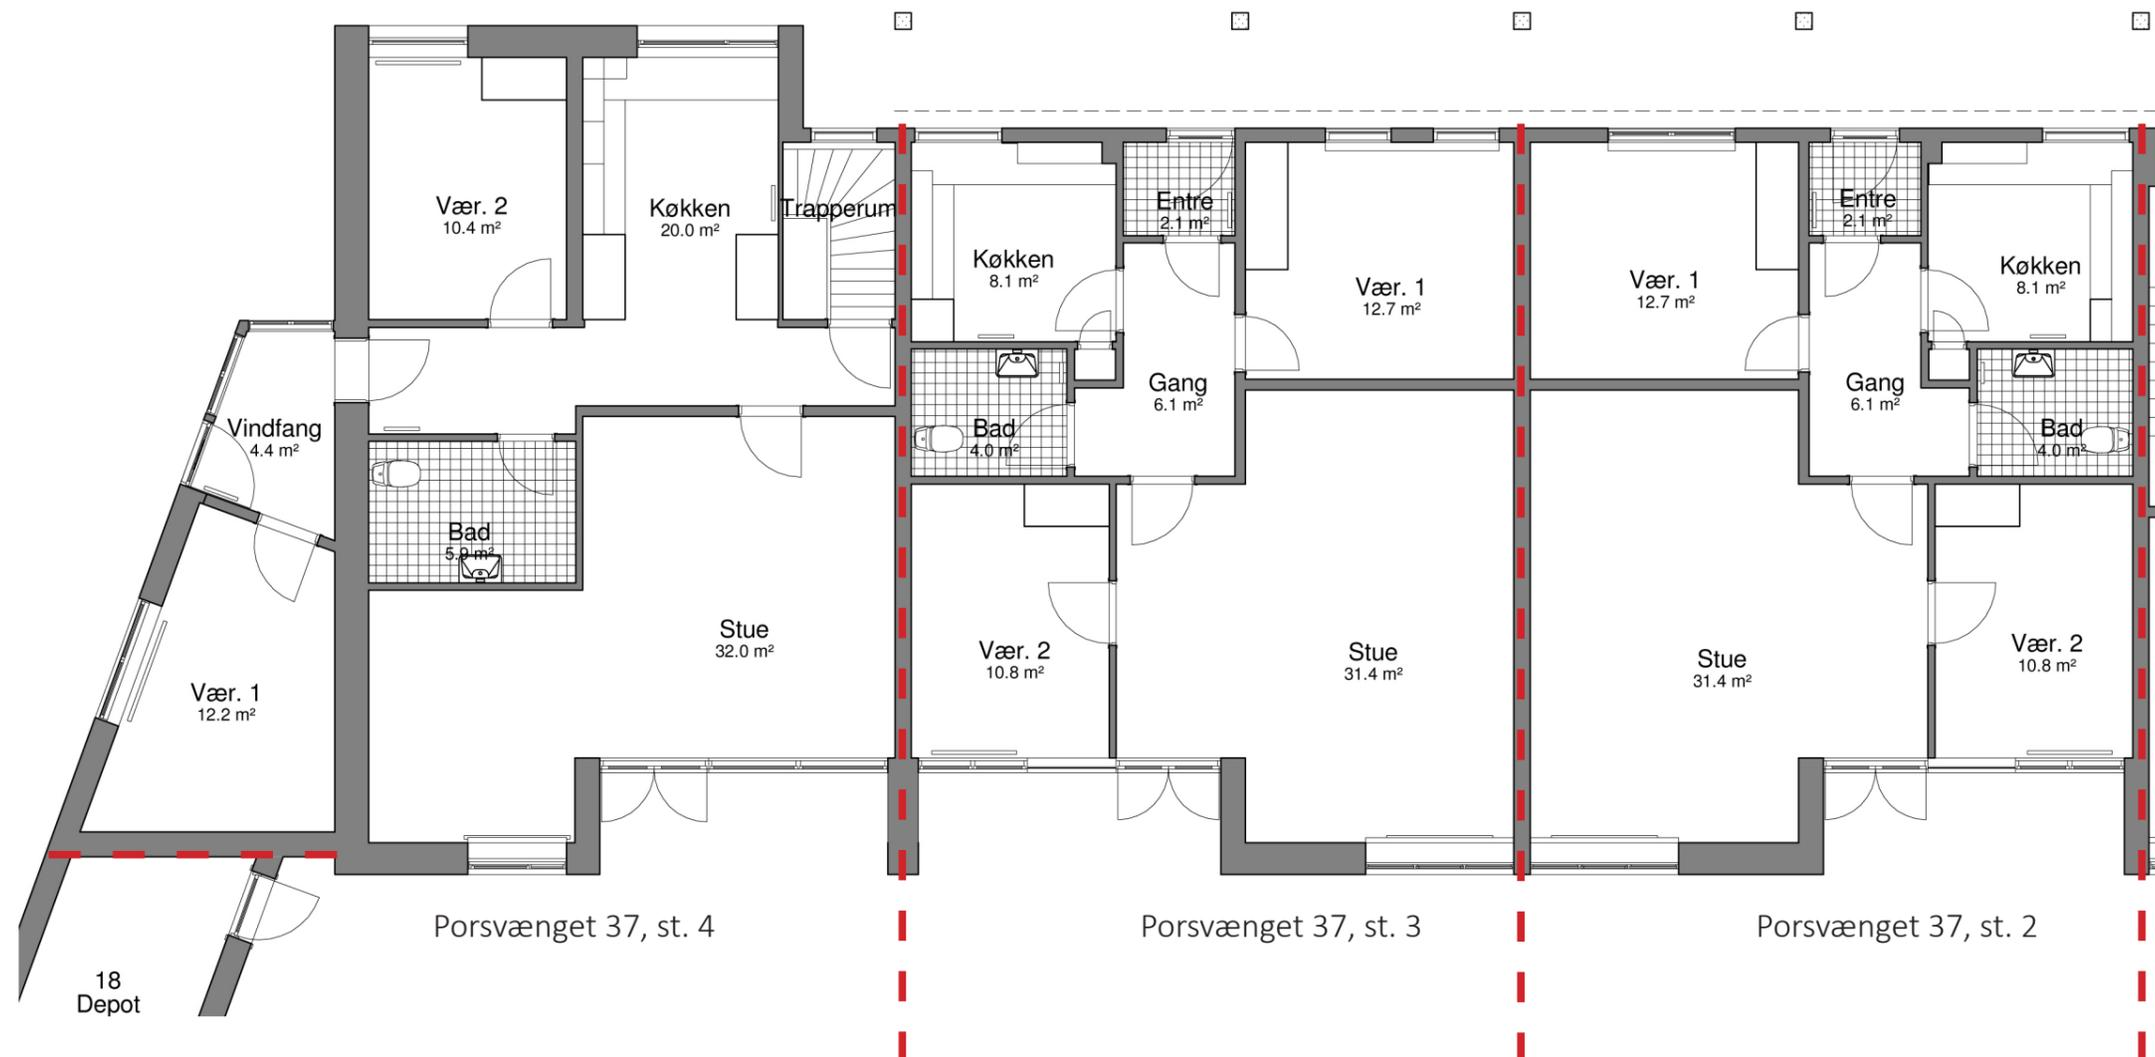 Vær. 2
10.4 m²
Køkken
20.0 m²
Trapperum
Vindfang
4.4 m²
Bad
5.9 m²
Vær. 1
12.2 m²
Stue
32.0 m²
Porsvænget 37, st. 4
18
Depot
Køkken
8.1 m²
Entre
2.1 m²
Vær. 1
12.7 m²
Gang
6.1 m²
Bad
4.0 m²
Vær. 2
10.8 m²
Stue
31.4 m²
Porsvænget 37, st. 3
Vær. 1
12.7 m²
Entre
2.1 m²
Køkken
8.1 m²
Gang
6.1 m²
Bad
4.0 m²
Stue
31.4 m²
Vær. 2
10.8 m²
Porsvænget 37, st. 2